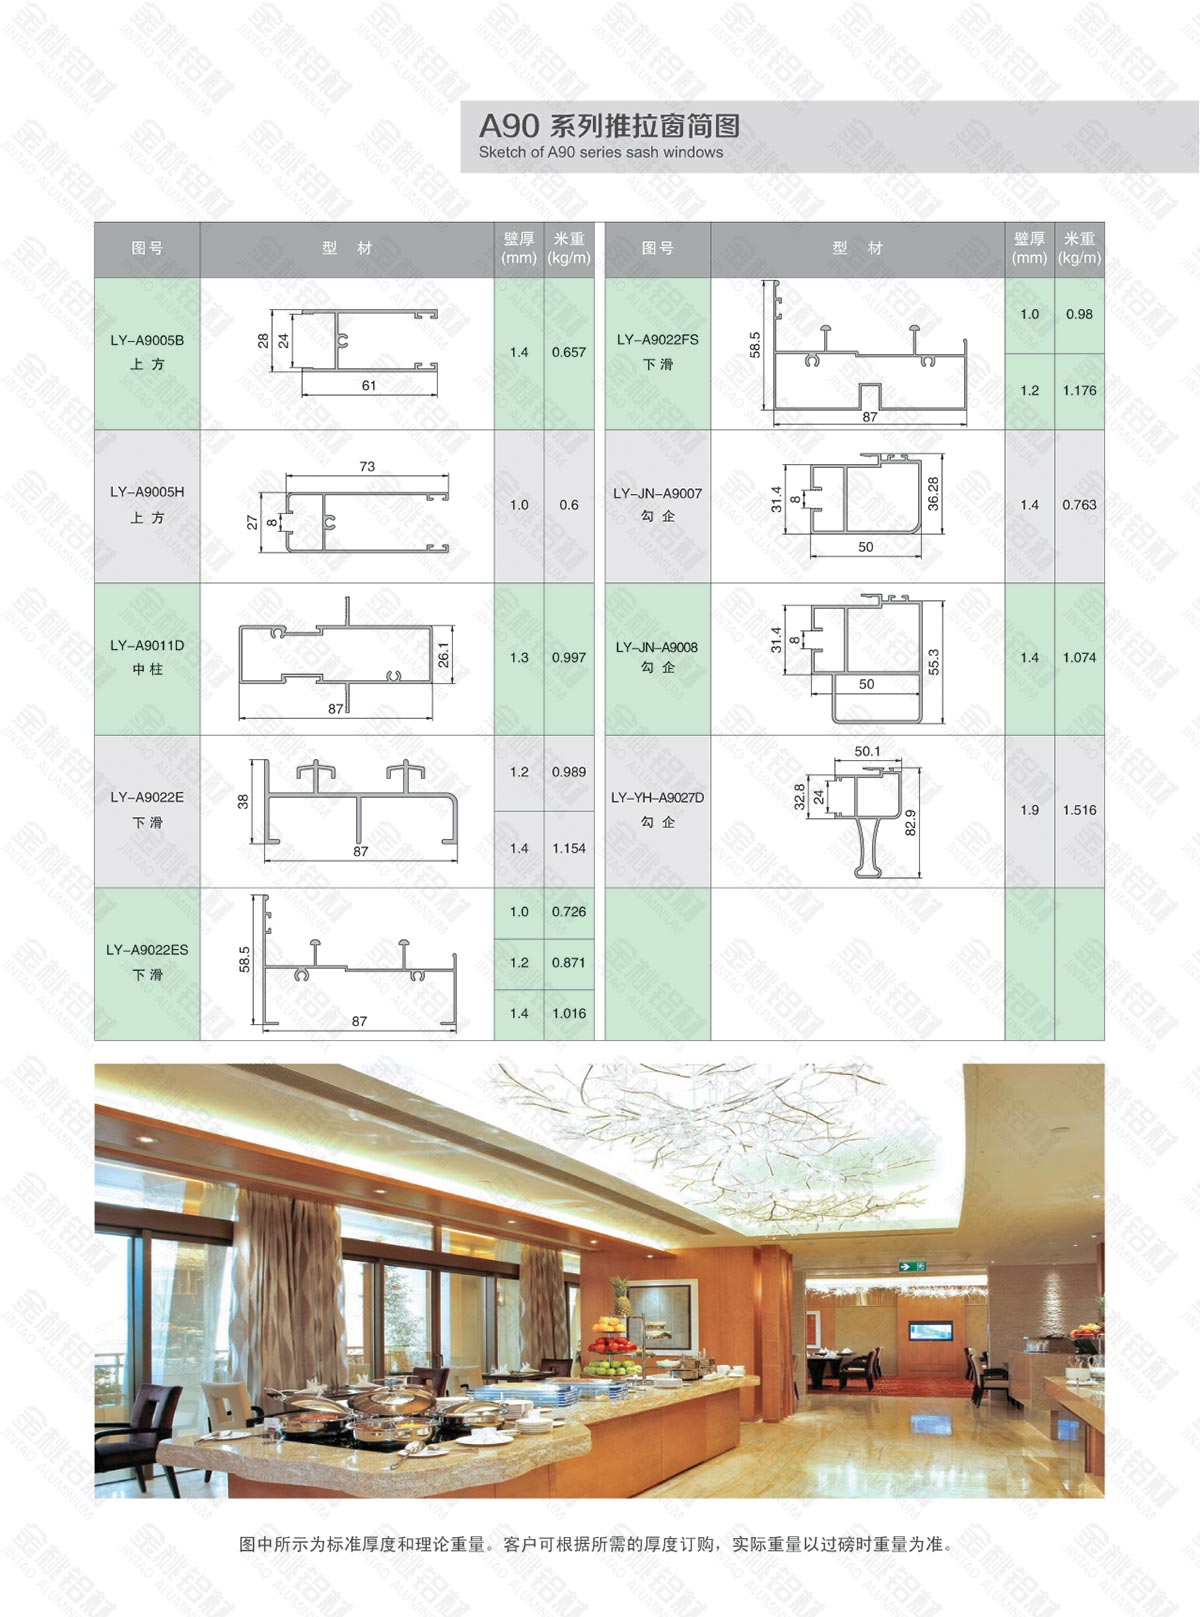 A90 系列推拉窗简图
Sketch of A90 series sash windows
图号 型 材 壁厚(mm) 米重(kg/m)
LY-A9005B
上 方
28
24
61
1.4 0.657
LY-A9005H
上 方
73
27
8
1.0 0.6
LY-A9011D
中 柱
26.1
87
1.3 0.997
LY-A9022E
下 滑
38
87
1.2 0.989
1.4 1.154
LY-A9022ES
下 滑
58.5
87
1.0 0.726
1.2 0.871
1.4 1.016
图号 型 材 壁厚(mm) 米重(kg/m)
LY-A9022FS
下 滑
58.5
87
1.0 0.98
1.2 1.176
LY-JN-A9007
勾 企
31.4
8
36.28
50
1.4 0.763
LY-JN-A9008
勾 企
31.4
8
55.3
50
1.4 1.074
LY-YH-A9027D
勾 企
50.1
32.8
24
82.9
1.9 1.516
图中所示为标准厚度和理论重量。客户可根据所需的厚度订购，实际重量以过磅时重量为准。
金桃铝材
JINTAO ALUMINIUM